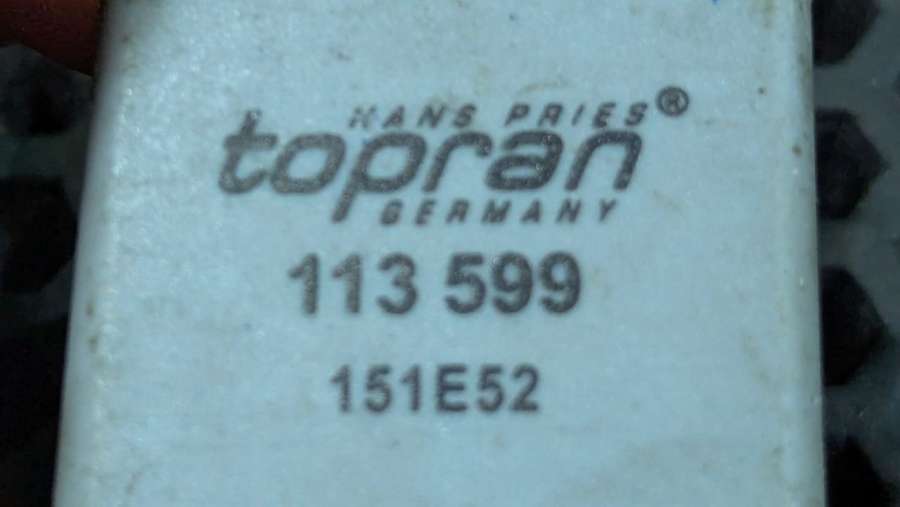 HANS PRIES®
topran
GERMANY
113 599
151E52